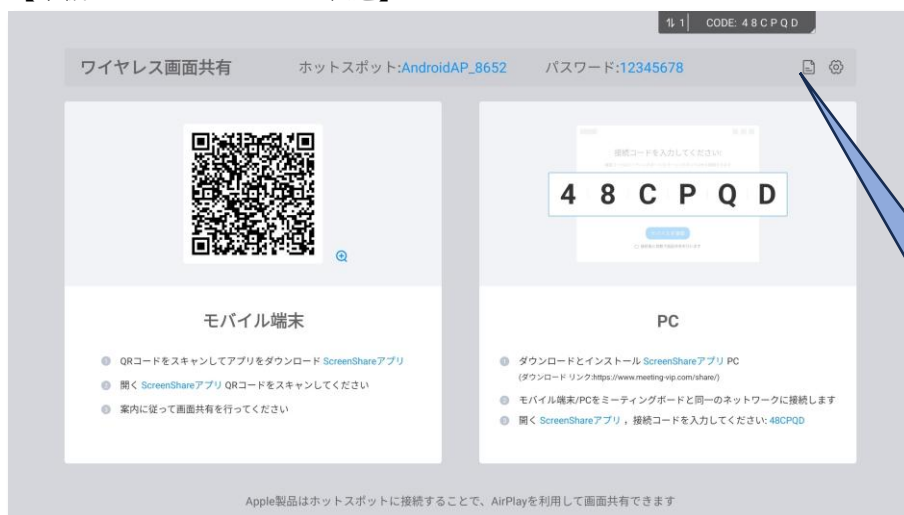 ⇅ 1 CODE: 4 8 C P Q D
ワイヤレス画面共有 ホットスポット:AndroidAP_8652 パスワード:12345678
接続コードを入力してください:
4 8 C P Q D
モバイル端末
1 QRコードをスキャンしてアプリをダウンロード ScreenShareアプリ
2 開く ScreenShareアプリ QRコードをスキャンしてください
3 案内に従って画面共有を行ってください
PC
1 ダウンロードとインストール ScreenShareアプリ PC
(ダウンロード リンク:https://www.meeting-vip.com/share/)
2 モバイル端末/PCをミーティングボードと同一のネットワークに接続します
3 開く ScreenShareアプリ ，接続コードを入力してください: 48CPQD
Apple製品はホットスポットに接続することで、AirPlayを利用して画面共有できます